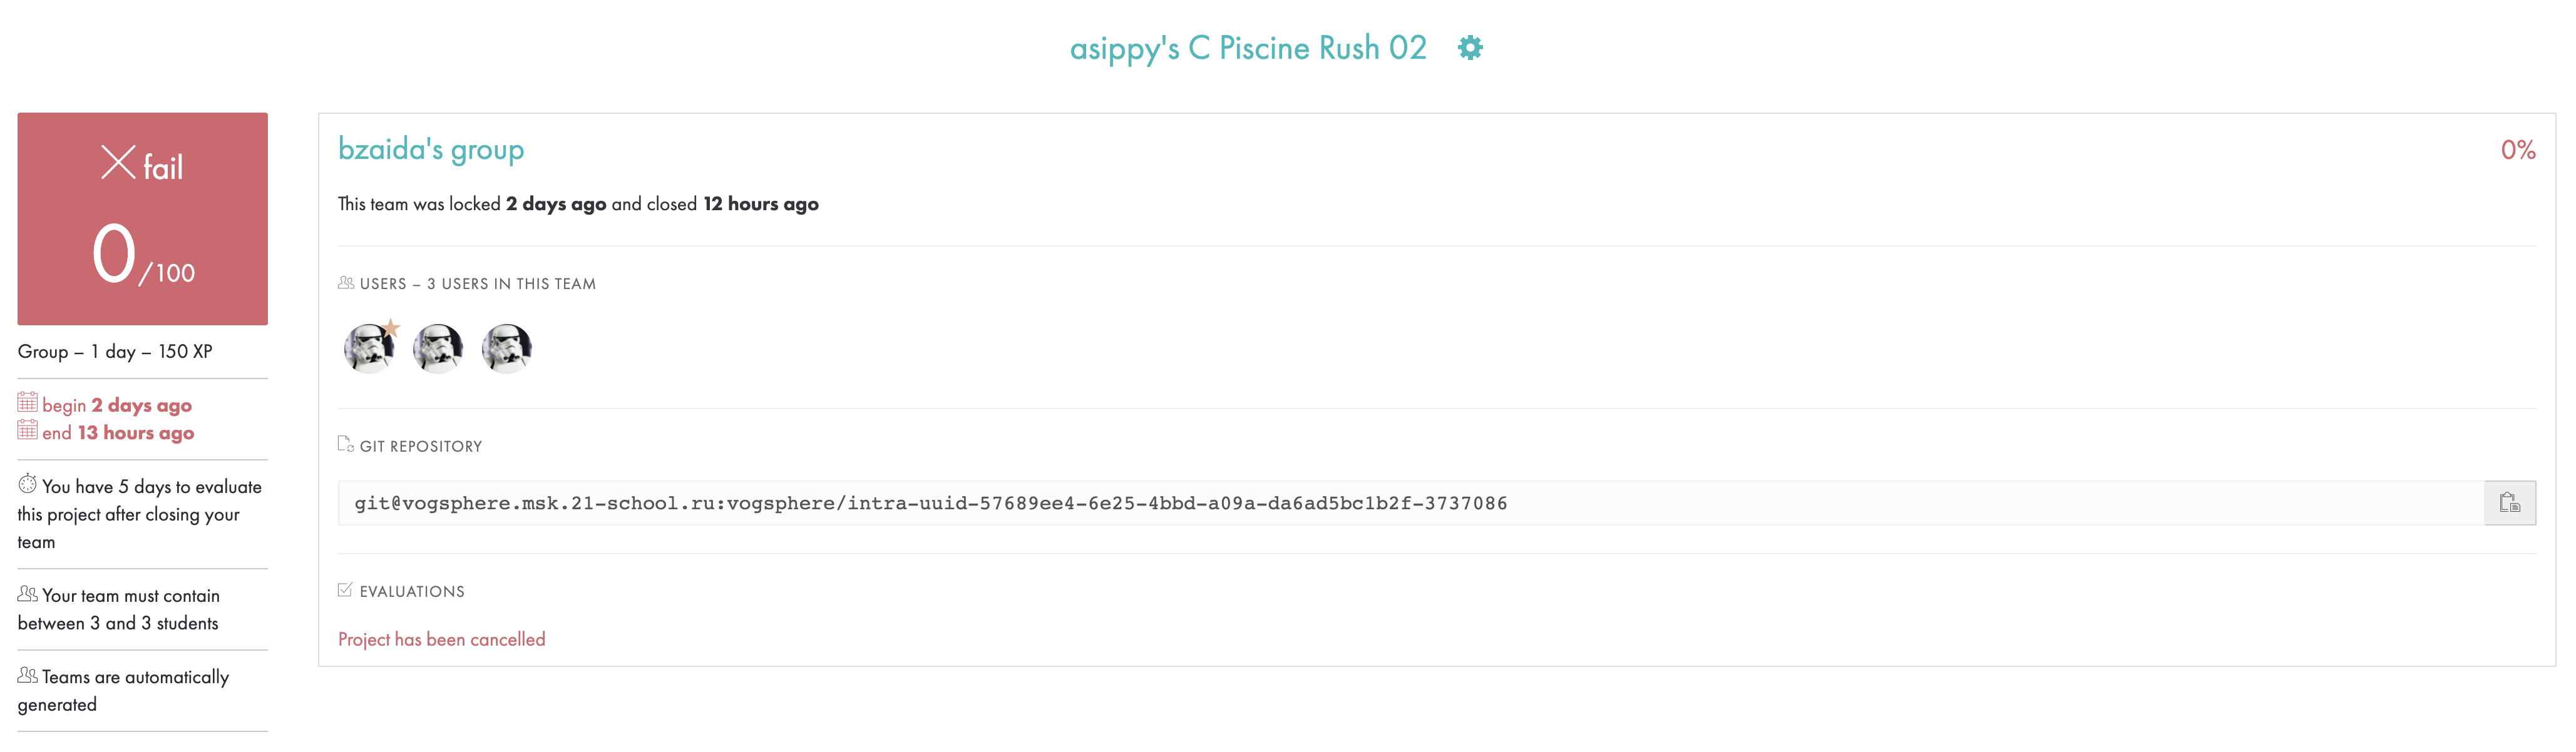 asippy's C Piscine Rush 02
fail
0/100
Group – 1 day – 150 XP
begin 2 days ago
end 13 hours ago
You have 5 days to evaluate
this project after closing your
team
Your team must contain
between 3 and 3 students
Teams are automatically
generated
bzaida's group
0%
This team was locked 2 days ago and closed 12 hours ago
USERS – 3 USERS IN THIS TEAM
GIT REPOSITORY
git@vogsphere.msk.21-school.ru:vogsphere/intra-uuid-57689ee4-6e25-4bbd-a09a-da6ad5bc1b2f-3737086
EVALUATIONS
Project has been cancelled